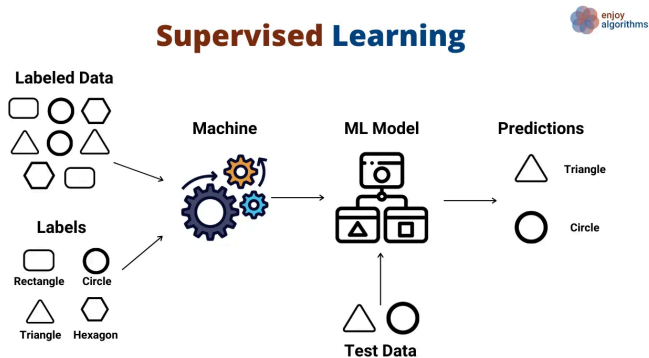 Supervised Learning
enjoy
algorithms
Labeled Data
Machine
ML Model
Predictions
Triangle
Circle
Labels
Rectangle
Circle
Triangle
Hexagon
Test Data